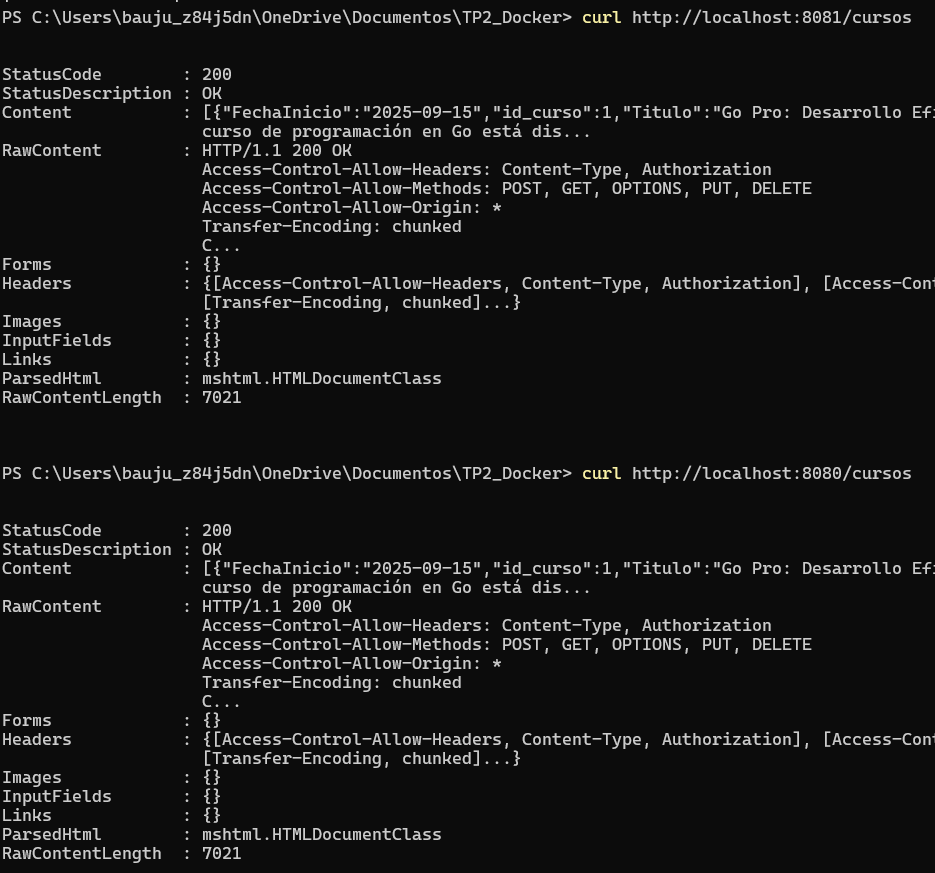 PS C:\Users\bauju_z84j5dn\OneDrive\Documentos\TP2_Docker> curl http://localhost:8081/cursos
StatusCode : 200
StatusDescription : OK
Content : [{"FechaInicio":"2025-09-15","id_curso":1,"Titulo":"Go Pro: Desarrollo Efi
curso de programación en Go está dis...
RawContent : HTTP/1.1 200 OK
Access-Control-Allow-Headers: Content-Type, Authorization
Access-Control-Allow-Methods: POST, GET, OPTIONS, PUT, DELETE
Access-Control-Allow-Origin: *
Transfer-Encoding: chunked
C...
Forms : {}
Headers : {[Access-Control-Allow-Headers, Content-Type, Authorization], [Access-Cont
[Transfer-Encoding, chunked]...}
Images : {}
InputFields : {}
Links : {}
ParsedHtml : mshtml.HTMLDocumentClass
RawContentLength : 7021
PS C:\Users\bauju_z84j5dn\OneDrive\Documentos\TP2_Docker> curl http://localhost:8080/cursos
StatusCode : 200
StatusDescription : OK
Content : [{"FechaInicio":"2025-09-15","id_curso":1,"Titulo":"Go Pro: Desarrollo Efi
curso de programación en Go está dis...
RawContent : HTTP/1.1 200 OK
Access-Control-Allow-Headers: Content-Type, Authorization
Access-Control-Allow-Methods: POST, GET, OPTIONS, PUT, DELETE
Access-Control-Allow-Origin: *
Transfer-Encoding: chunked
C...
Forms : {}
Headers : {[Access-Control-Allow-Headers, Content-Type, Authorization], [Access-Cont
[Transfer-Encoding, chunked]...}
Images : {}
InputFields : {}
Links : {}
ParsedHtml : mshtml.HTMLDocumentClass
RawContentLength : 7021